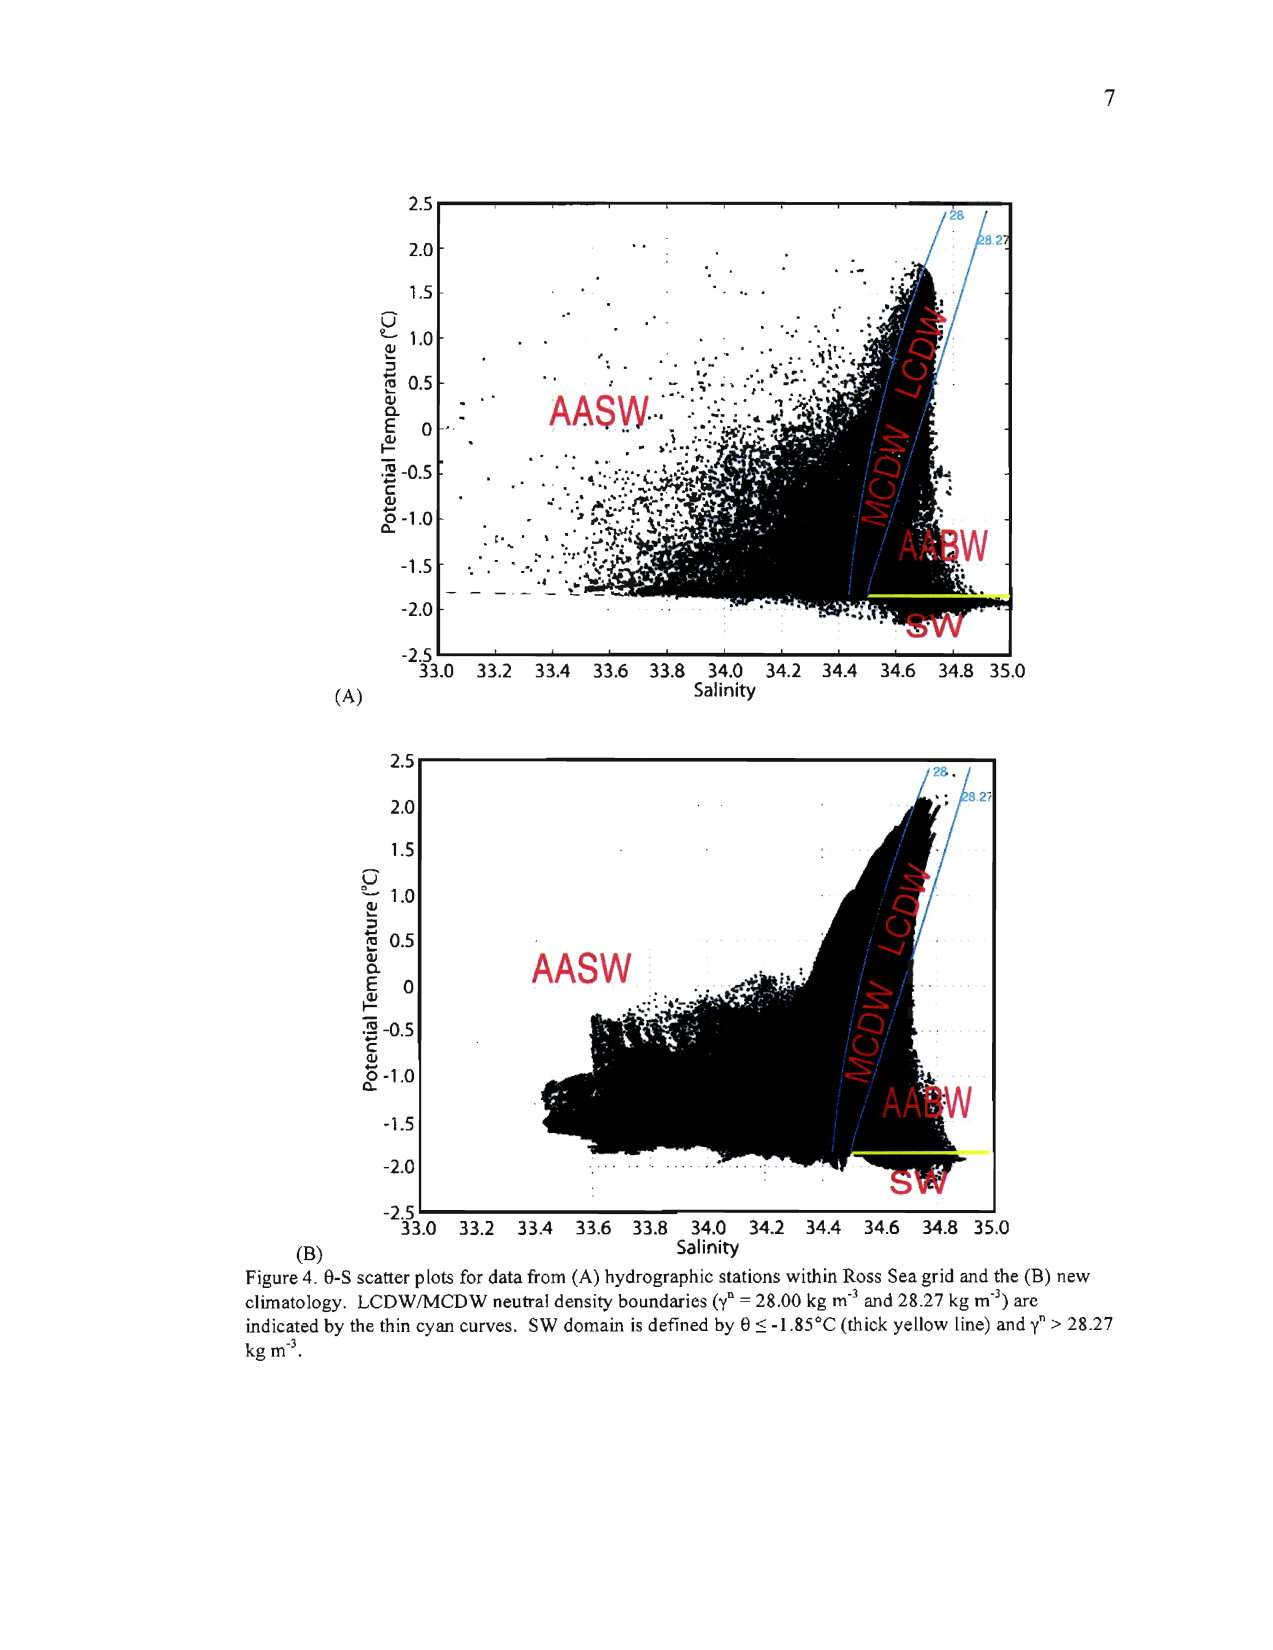 7
2.5
2.0
1.5
1.0
0.5
0
-0.5
-1.0
-1.5
-2.0
-2.5
Potential Temperature (°C)
28
28.27
LCDW
AASW
MCDW
AABW
SW
33.0 33.2 33.4 33.6 33.8 34.0 34.2 34.4 34.6 34.8 35.0
Salinity
(A)
2.5
2.0
1.5
1.0
0.5
0
-0.5
-1.0
-1.5
-2.0
-2.5
Potential Temperature (°C)
28
28.27
LCDW
AASW
MCDW
AABW
SW
33.0 33.2 33.4 33.6 33.8 34.0 34.2 34.4 34.6 34.8 35.0
Salinity
(B)
Figure 4. θ-S scatter plots for data from (A) hydrographic stations within Ross Sea grid and the (B) new
climatology. LCDW/MCDW neutral density boundaries (γⁿ = 28.00 kg m⁻³ and 28.27 kg m⁻³) are
indicated by the thin cyan curves. SW domain is defined by θ ≤ -1.85°C (thick yellow line) and γⁿ > 28.27
kg m⁻³.